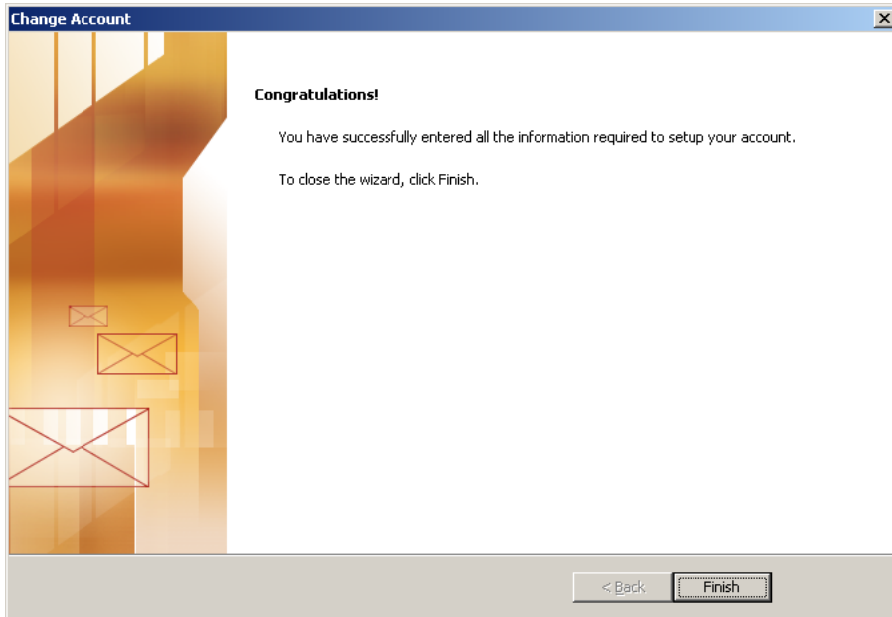 Change Account
Congratulations!
You have successfully entered all the information required to setup your account.
To close the wizard, click Finish.
< Back
Finish